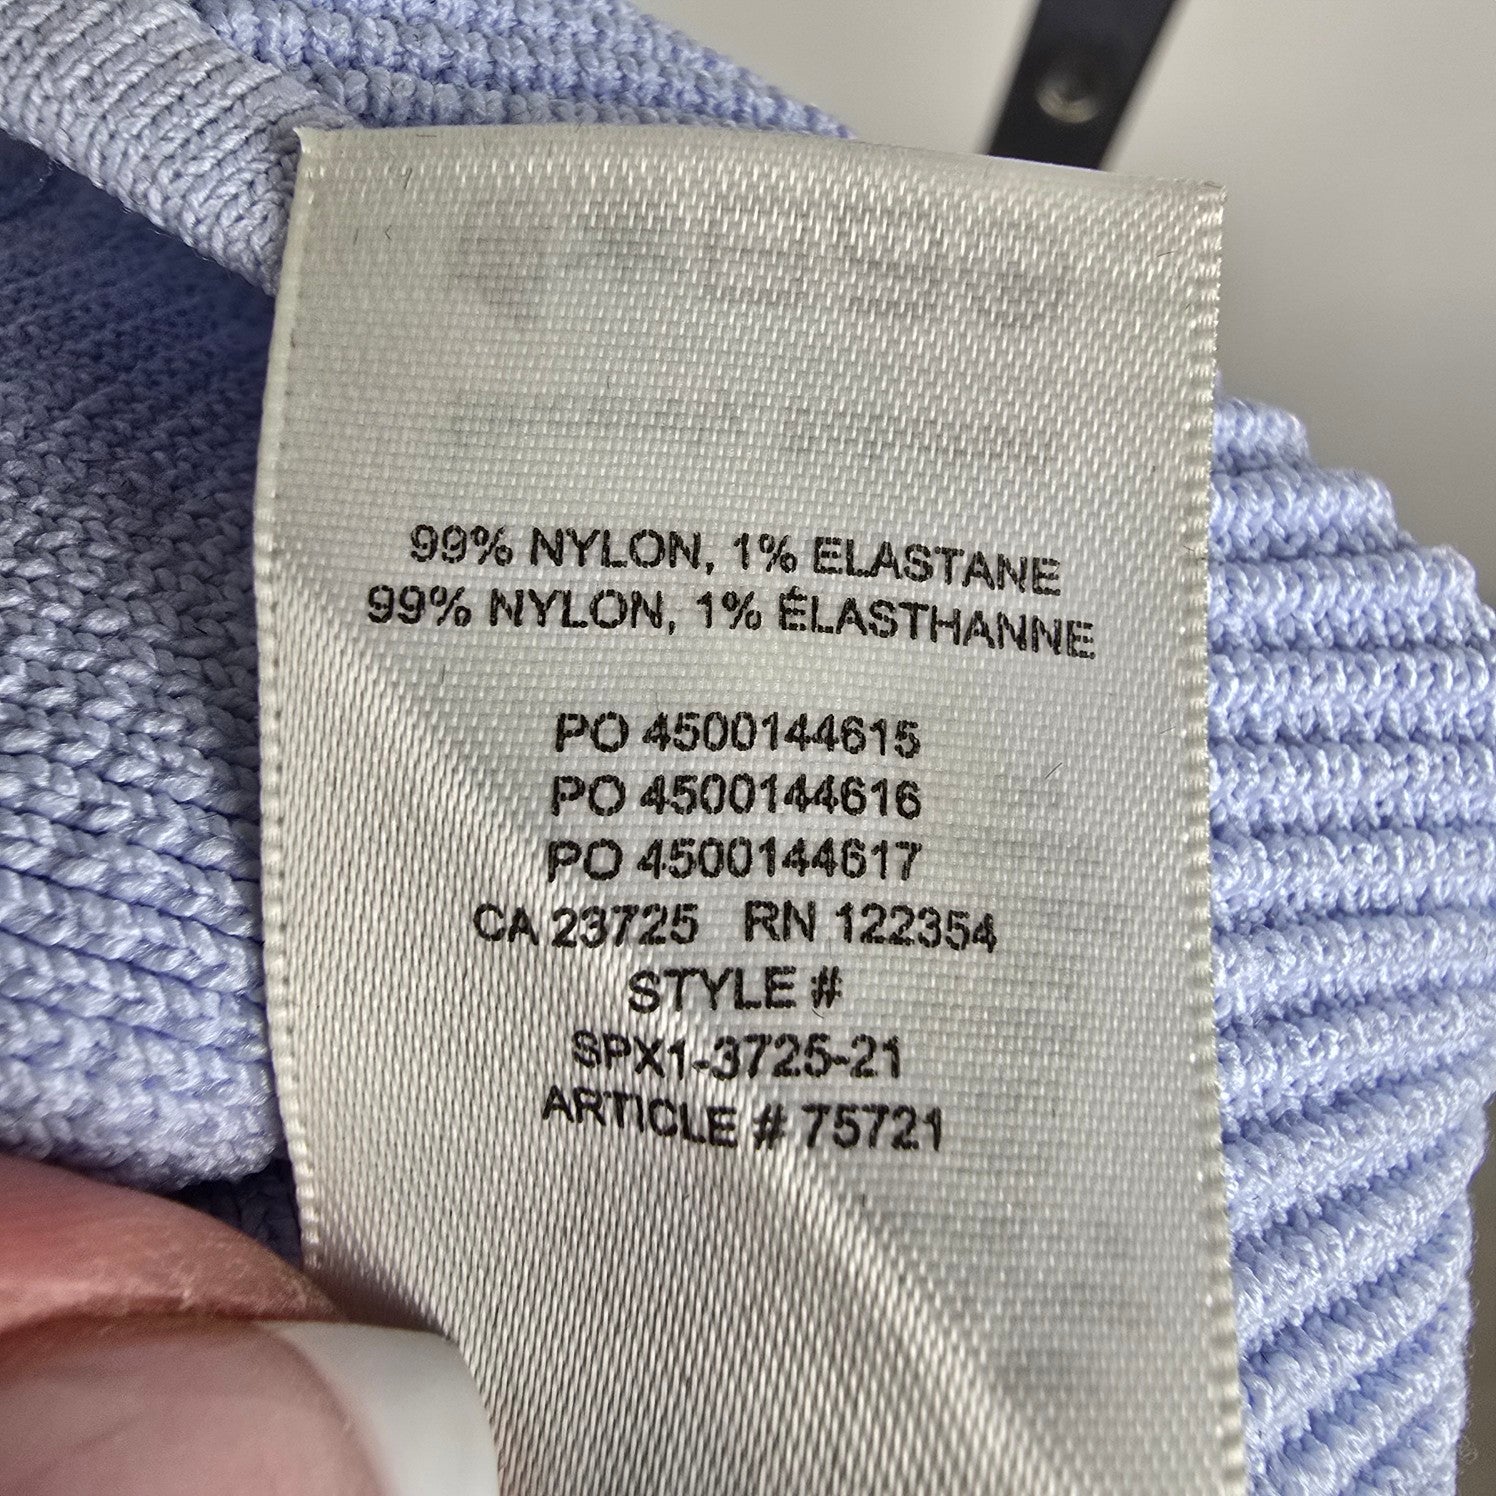 99% NYLON, 1% ELASTANE
99% NYLON, 1% ÉLASTHANNE
PO 4500144615
PO 4500144616
PO 4500144617
CA 23725 RN 122354
STYLE #
SPX1-3725-21
ARTICLE # 75721